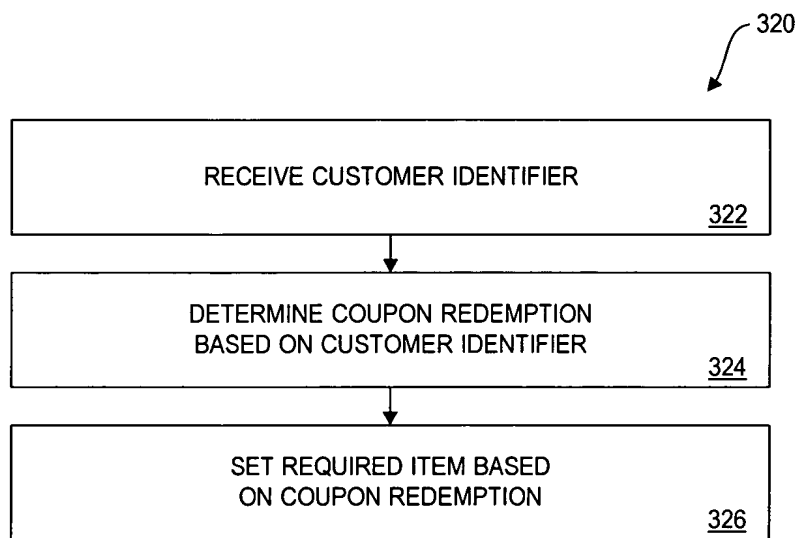 320
RECEIVE CUSTOMER IDENTIFIER
322
DETERMINE COUPON REDEMPTION
BASED ON CUSTOMER IDENTIFIER
324
SET REQUIRED ITEM BASED
ON COUPON REDEMPTION
326